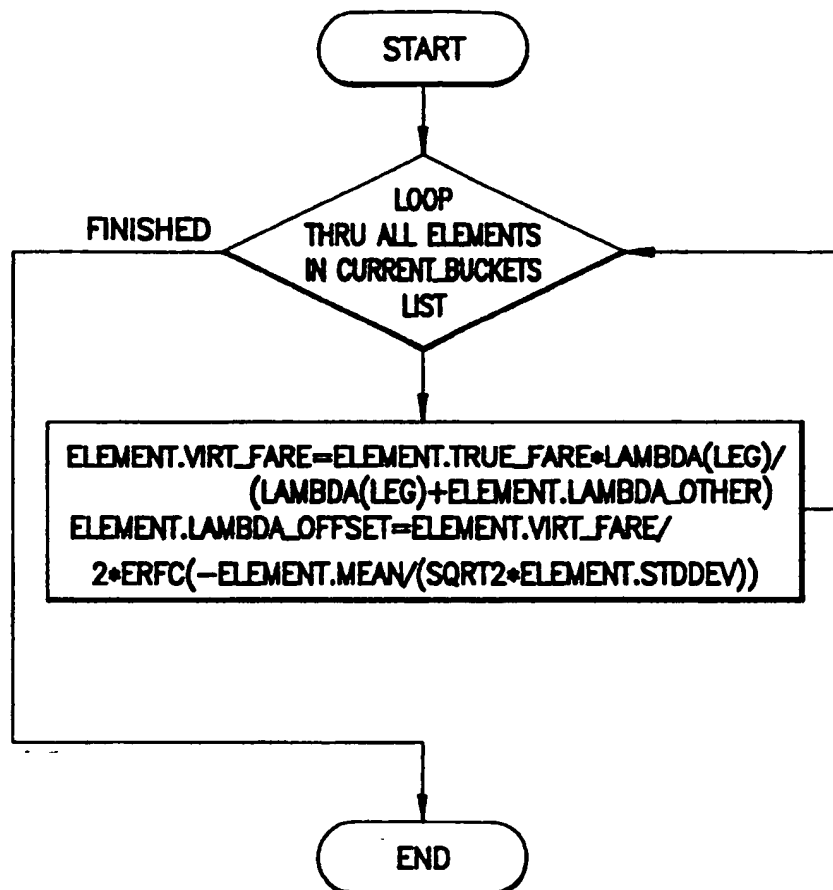 START
LOOP
THRU ALL ELEMENTS
IN CURRENT_BUCKETS
LIST
FINISHED
ELEMENT.VIRT_FARE=ELEMENT.TRUE_FARE*LAMBDA(LEG)/
(LAMBDA(LEG)+ELEMENT.LAMBDA_OTHER)
ELEMENT.LAMBDA_OFFSET=ELEMENT.VIRT_FARE/
2*ERFC(-ELEMENT.MEAN/(SQRT2*ELEMENT.STDDEV))
END